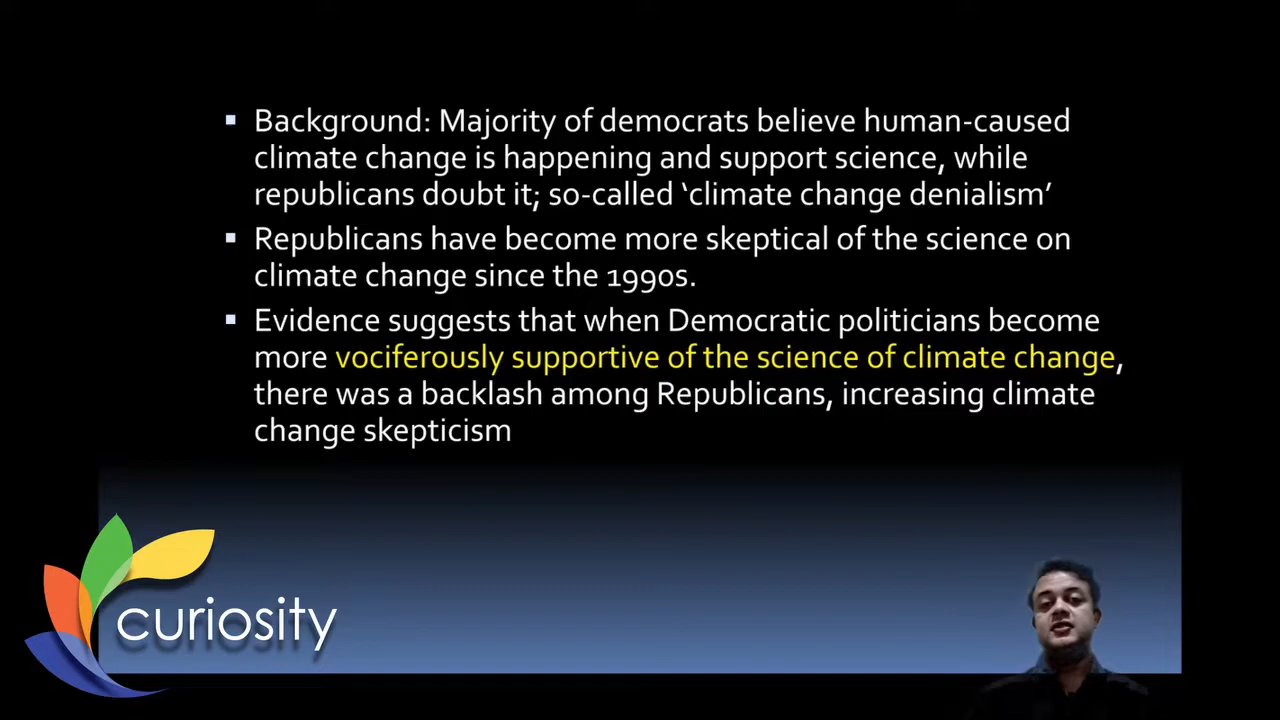 Background: Majority of democrats believe human-caused
climate change is happening and support science, while
republicans doubt it; so-called ‘climate change denialism’
Republicans have become more skeptical of the science on
climate change since the 1990s.
Evidence suggests that when Democratic politicians become
more vociferously supportive of the science of climate change,
there was a backlash among Republicans, increasing climate
change skepticism
curiosity